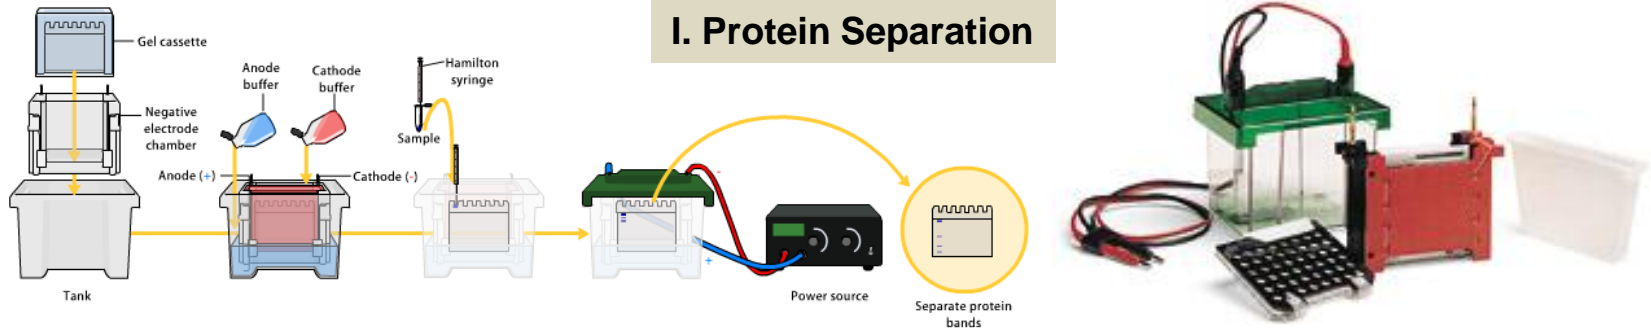 I. Protein Separation
Gel cassette
Negative
electrode
chamber
Tank
Anode
buffer
Cathode
buffer
Anode (+)
Cathode (-)
Hamilton
syringe
Sample
-
+
Power source
Separate protein
bands